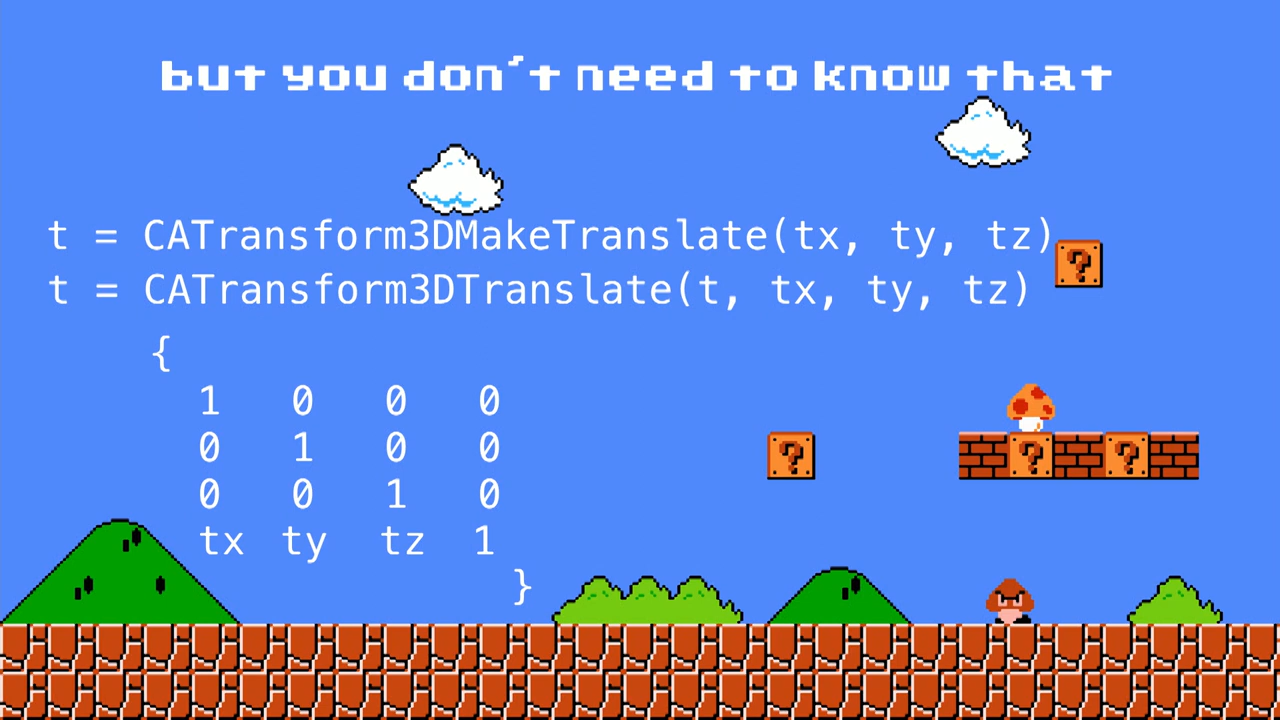 but you don't need to know that
t = CATransform3DMakeTranslate(tx, ty, tz)
t = CATransform3DTranslate(t, tx, ty, tz)
{
1 0 0 0
0 1 0 0
0 0 1 0
tx ty tz 1
}
?
?
? ?